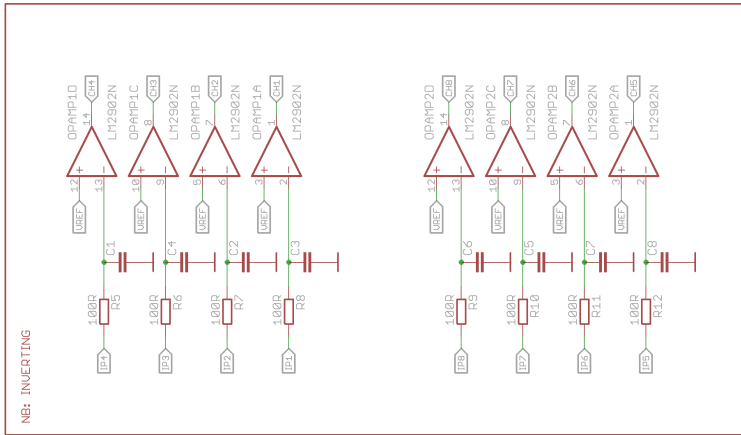 OPAMP1D
LM2902N
CH4
14
12
13
+
-
VREF
C1
100R
R5
IP4
OPAMP1C
LM2902N
CH3
8
10
9
+
-
VREF
C4
100R
R6
IP3
OPAMP1B
LM2902N
CH2
7
5
6
+
-
VREF
C2
100R
R7
IP2
OPAMP1A
LM2902N
CH1
1
3
2
+
-
VREF
C3
100R
R8
IP1
OPAMP2D
LM2902N
CH8
14
12
13
+
-
VREF
C6
100R
R9
IP8
OPAMP2C
LM2902N
CH7
8
10
9
+
-
VREF
C5
100R
R10
IP7
OPAMP2B
LM2902N
CH6
7
5
6
+
-
VREF
C7
100R
R11
IP6
OPAMP2A
LM2902N
CH5
1
3
2
+
-
VREF
C8
100R
R12
IP5
NB: INVERTING